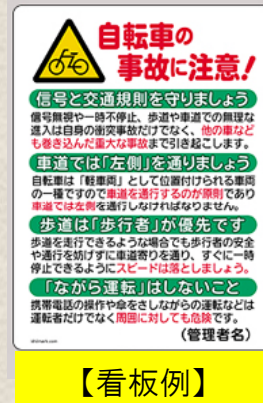 自転車の
事故に注意!
信号と交通規則を守りましょう
信号無視や一時不停止、歩道や車道での無理な
進入は自身の衝突事故だけでなく、他の車など
も巻き込んだ重大な事故まで引き起こします。
車道では「左側」を通りましょう
自転車は「軽車両」として位置付けられる車両
の一種ですので車道を通行するのが原則であり
車道では左側を通行しなければなりません。
歩道は「歩行者」が優先です
歩道を走行できるような場合でも歩行者の安全
や通行を妨げずに車道寄りを通り、すぐに一時
停止できるようにスピードは落としましょう。
「ながら運転」はしないこと
携帯電話の操作や傘をさしながらの運転などは
運転者だけでなく周囲に対しても危険です。
(管理者名)
【看板例】